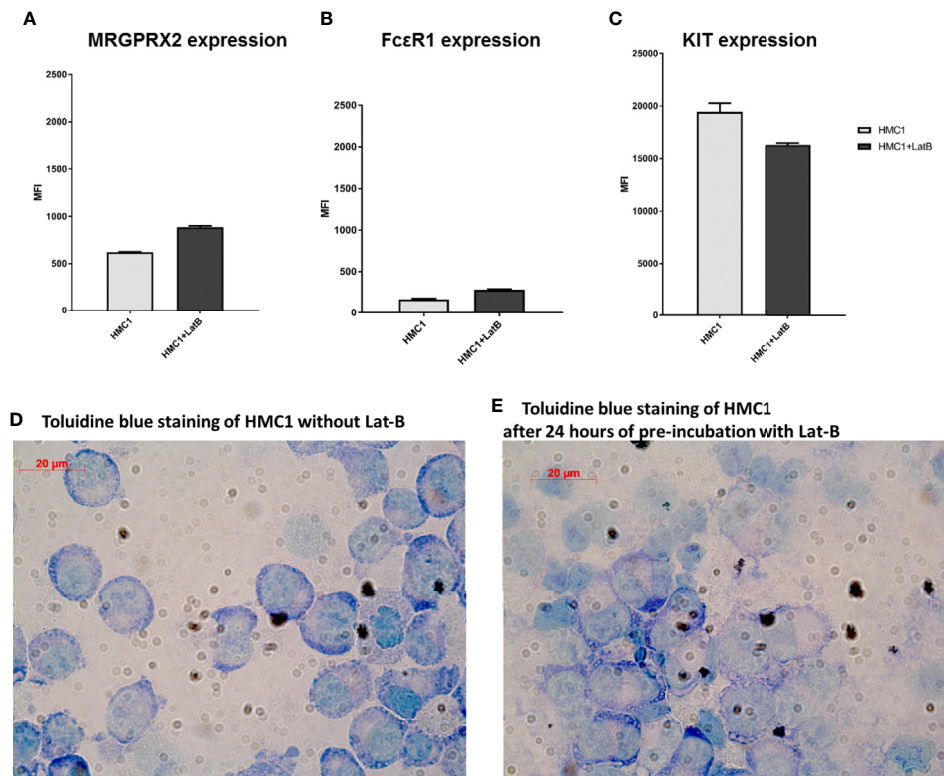 A
MRGPRX2 expression
2500
2000
1500
1000
500
0
MFI
HMC1
HMC1+LatB
B
FcεR1 expression
2500
2000
1500
1000
500
0
MFI
HMC1
HMC1+LatB
C
KIT expression
25000
20000
15000
10000
5000
0
MFI
HMC1
HMC1+LatB
HMC1
HMC1+LatB
D
Toluidine blue staining of HMC1 without Lat-B
20 µm
E
Toluidine blue staining of HMC1
after 24 hours of pre-incubation with Lat-B
20 µm